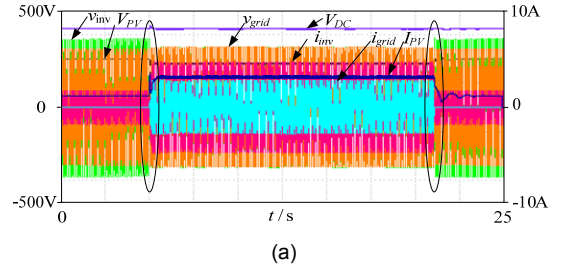 500V
10A
v_inv V_PV v_grid V_DC
i_inv i_grid I_PV
0
0
-500V
-10A
0
t / s
25
(a)